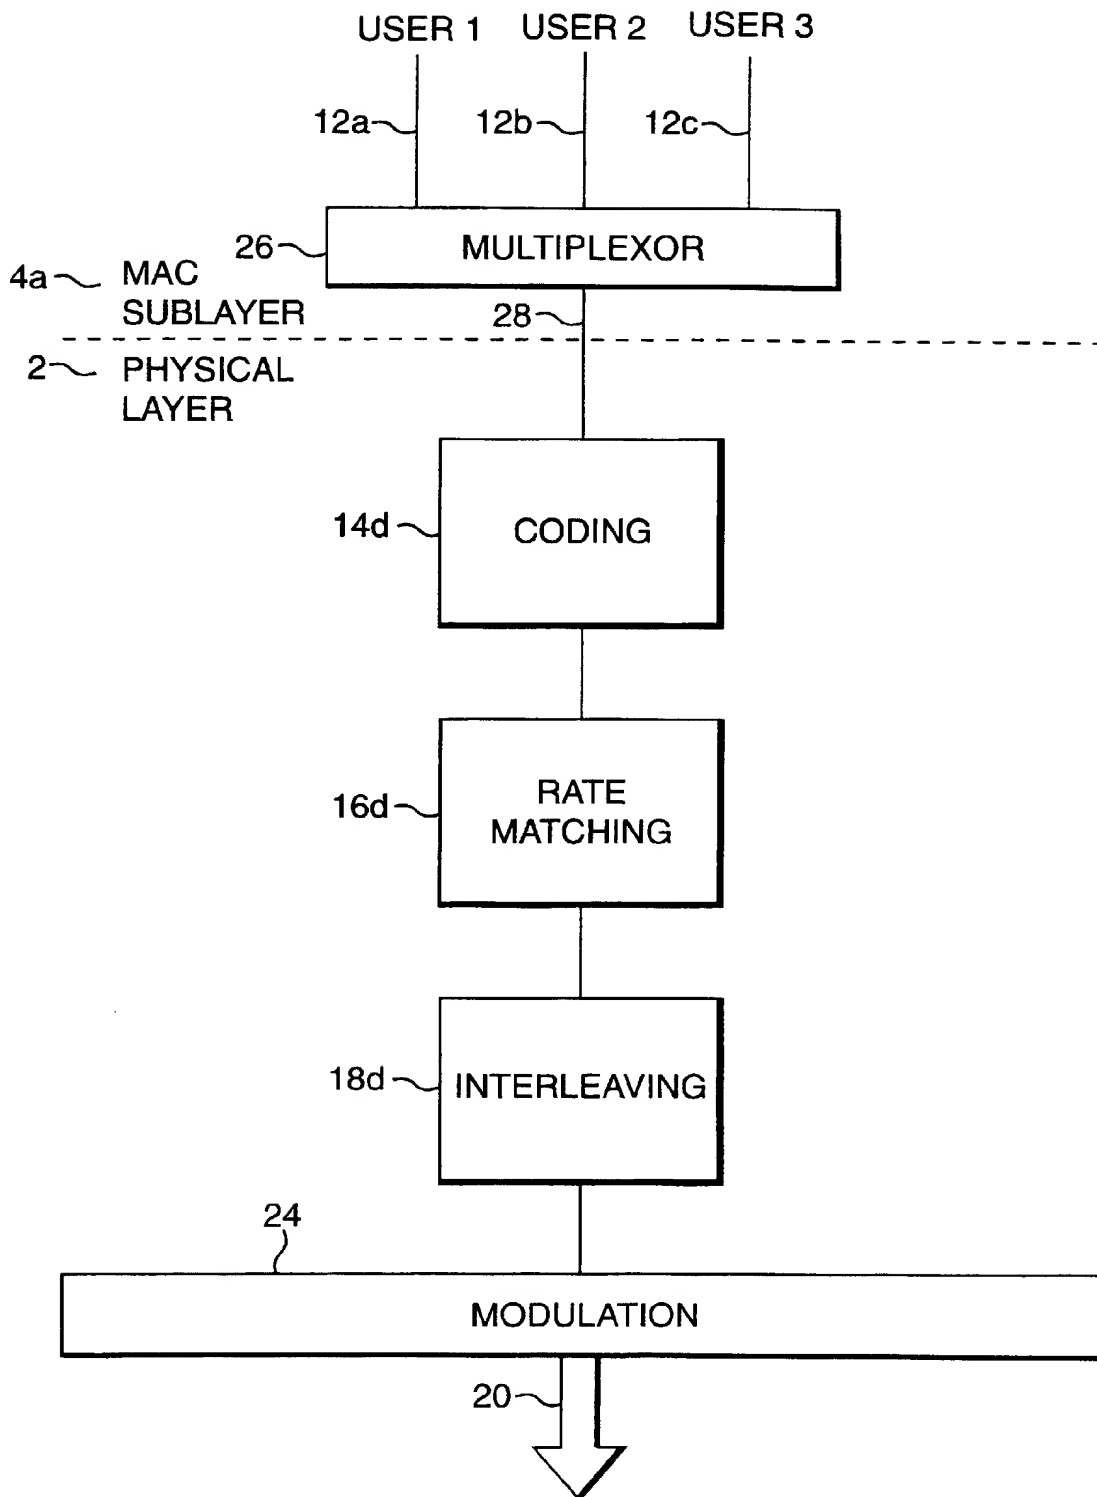 USER 1 USER 2 USER 3
12a 12b 12c
26 MULTIPLEXOR
4a MAC
SUBLAYER
28
2 PHYSICAL
LAYER
14d CODING
16d RATE
MATCHING
18d INTERLEAVING
24
MODULATION
20